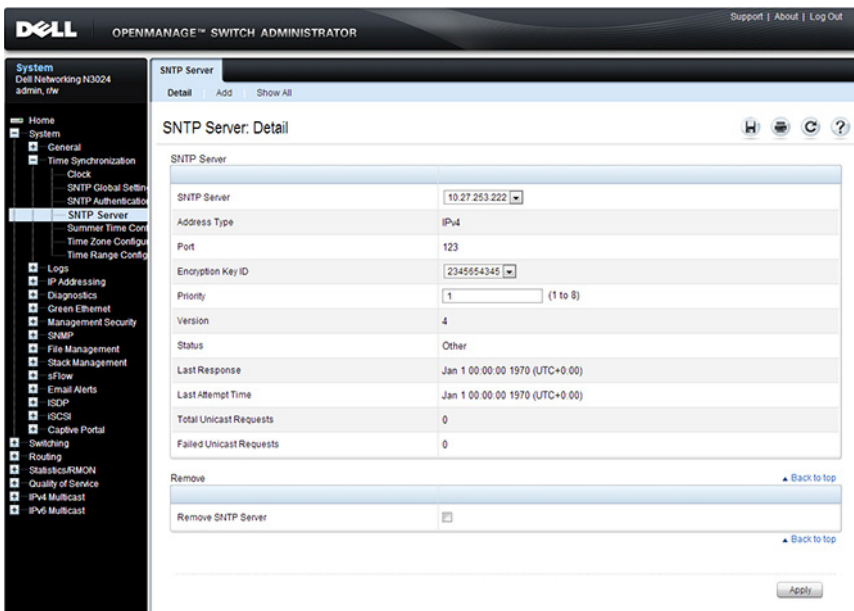 Support | About | Log Out
DELL OPENMANAGE™ SWITCH ADMINISTRATOR
System
Dell Networking N3024
admin, r/w
Home
System
General
Time Synchronization
Clock
SNTP Global Settin
SNTP Authenticatio
SNTP Server
Summer Time Conf
Time Zone Configur
Time Range Config
Logs
IP Addressing
Diagnostics
Green Ethernet
Management Security
SNMP
File Management
Stack Management
sFlow
Email Alerts
ISDP
iSCSI
Captive Portal
Switching
Routing
Statistics/RMON
Quality of Service
IPv4 Multicast
IPv6 Multicast
SNTP Server
Detail Add Show All
SNTP Server: Detail
SNTP Server
SNTP Server 10.27.253.222
Address Type IPv4
Port 123
Encryption Key ID 2345654345
Priority 1 (1 to 8)
Version 4
Status Other
Last Response Jan 1 00:00:00 1970 (UTC+0:00)
Last Attempt Time Jan 1 00:00:00 1970 (UTC+0:00)
Total Unicast Requests 0
Failed Unicast Requests 0
Remove Back to top
Remove SNTP Server
Back to top
Apply